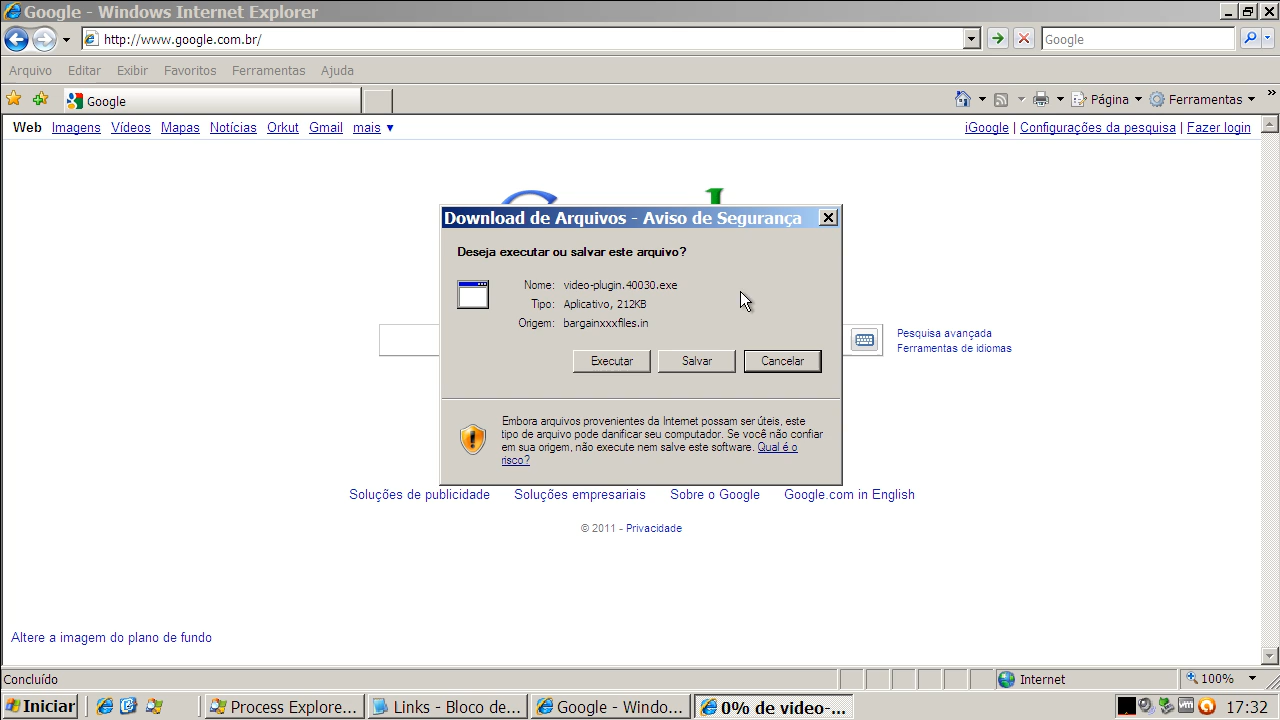 Google - Windows Internet Explorer
http://www.google.com.br/
Google
Arquivo Editar Exibir Favoritos Ferramentas Ajuda
Google
Página Ferramentas »
Web Imagens Vídeos Mapas Notícias Orkut Gmail mais ▼
iGoogle | Configurações da pesquisa | Fazer login
Download de Arquivos - Aviso de Segurança
Deseja executar ou salvar este arquivo?
Nome: video-plugin.40030.exe
Tipo: Aplicativo, 212KB
Origem: bargainxxxfiles.in
Executar Salvar Cancelar
Pesquisa avançada
Ferramentas de idiomas
Embora arquivos provenientes da Internet possam ser úteis, este
tipo de arquivo pode danificar seu computador. Se você não confiar
em sua origem, não execute nem salve este software. Qual é o
risco?
Soluções de publicidade Soluções empresariais Sobre o Google Google.com in English
© 2011 - Privacidade
Altere a imagem do plano de fundo
Concluído
Internet
100%
Iniciar
Process Explore...
Links - Bloco de...
Google - Windo...
0% de video-...
17:32